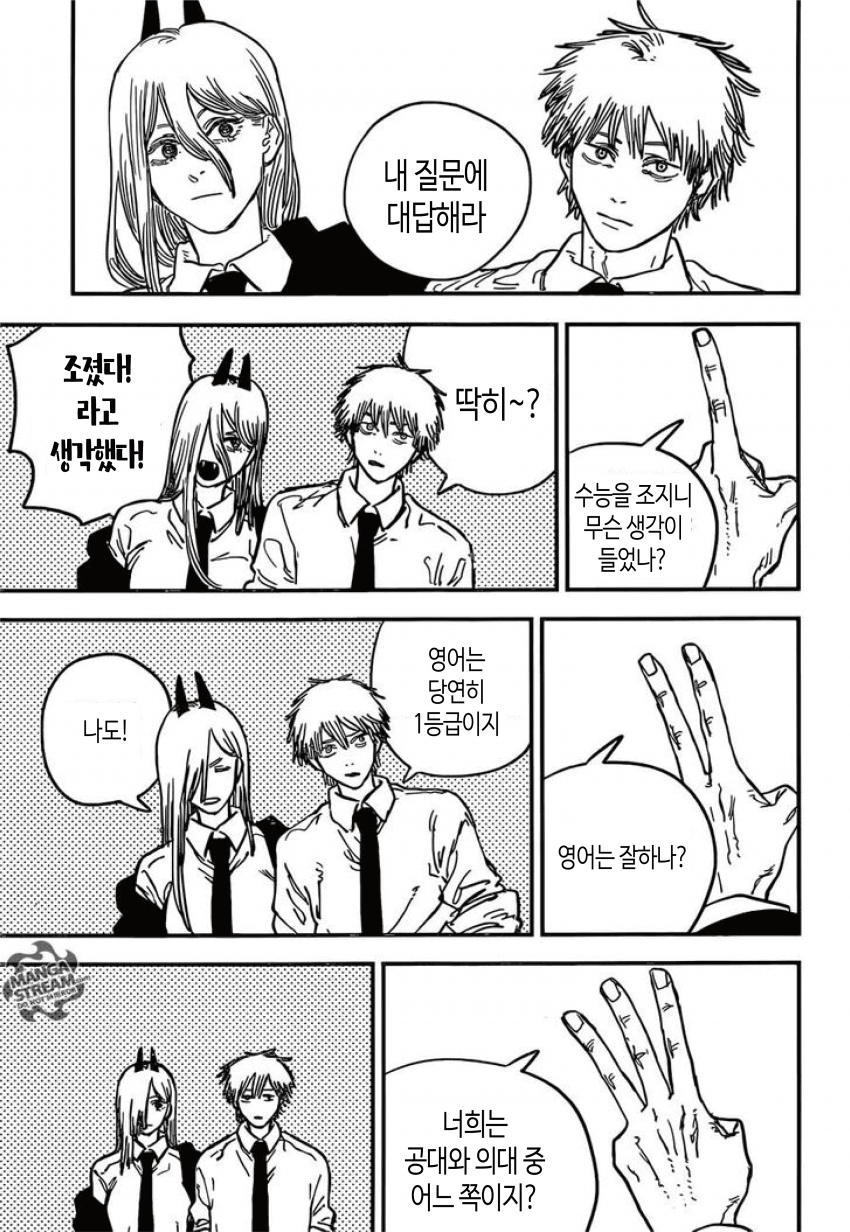 내 질문에
대답해라
수능을 조지니
무슨 생각이
들었나?
딱히~?
조졌다!
라고
생각했다!
영어는 잘하나?
영어는
당연히
1등급이지
나도!
너희는
공대와 의대 중
어느 쪽이지?
MANGA
STREAM
DO NOT MIRROR